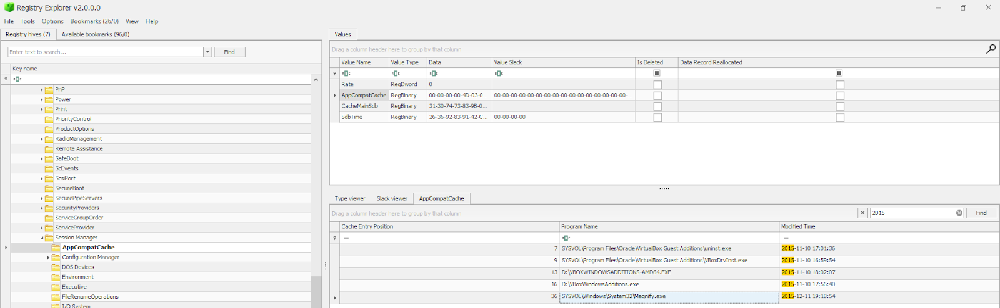 Registry Explorer v2.0.0.0
File Tools Options Bookmarks (26/0) View Help
Registry hives (7) Available bookmarks (96/0)
Enter text to search... Find
Key name
PnP
Power
Print
PriorityControl
ProductOptions
RadioManagement
Remote Assistance
SafeBoot
ScEvents
ScsiPort
SecureBoot
SecurePipeServers
SecurityProviders
ServiceGroupOrder
ServiceProvider
Session Manager
AppCompatCache
Configuration Manager
DOS Devices
Environment
Executive
FileRenameOperations
I/O System
Values
Drag a column header here to group by that column
Value Name Value Type Data Value Slack Is Deleted Data Record Reallocated
Rate RegDword 0
AppCompatCache RegBinary 00-00-00-00-4D-03-0... 00-00-00-00-00-00-00-00-00-00-00-00-00-00-00-00-...
CacheMainSdb RegBinary 31-30-74-73-83-9B-0...
SdbTime RegBinary 26-36-92-83-91-42-C... 00-00-00-00
Type viewer Slack viewer AppCompatCache
Drag a column header here to group by that column 2015 Find
Cache Entry Position Program Name Modified Time
=  =
7 SYSVOL\Program Files\Oracle\VirtualBox Guest Additions\uninst.exe 2015-11-10 17:01:36
9 SYSVOL\Program Files\Oracle\VirtualBox Guest Additions\VBoxDrvInst.exe 2015-11-10 16:59:54
13 D:\VBOXWINDOWSADDITIONS-AMD64.EXE 2015-11-10 18:02:07
16 D:\VBoxWindowsAdditions.exe 2015-11-10 17:56:40
36 SYSVOL\Windows\System32\Magnify.exe 2015-12-11 19:18:54